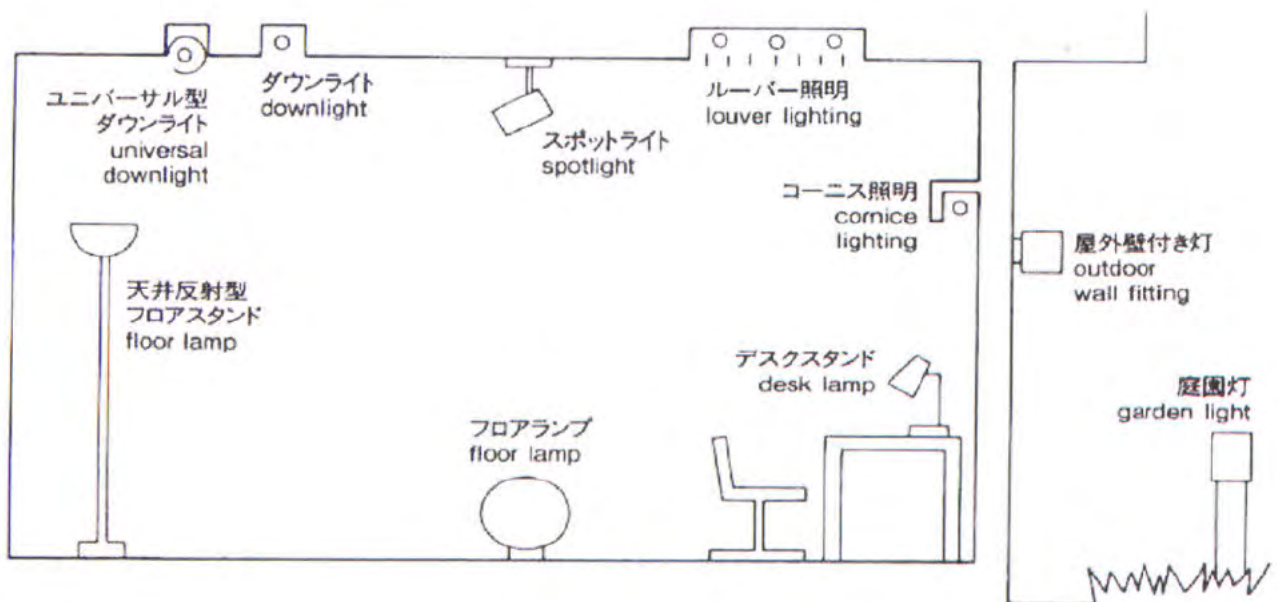 ユニバーサル型
ダウンライト
universal
downlight
ダウンライト
downlight
スポットライト
spotlight
ルーバー照明
louver lighting
コーニス照明
cornice
lighting
屋外壁付き灯
outdoor
wall fitting
天井反射型
フロアスタンド
floor lamp
デスクスタンド
desk lamp
庭園灯
garden light
フロアランプ
floor lamp